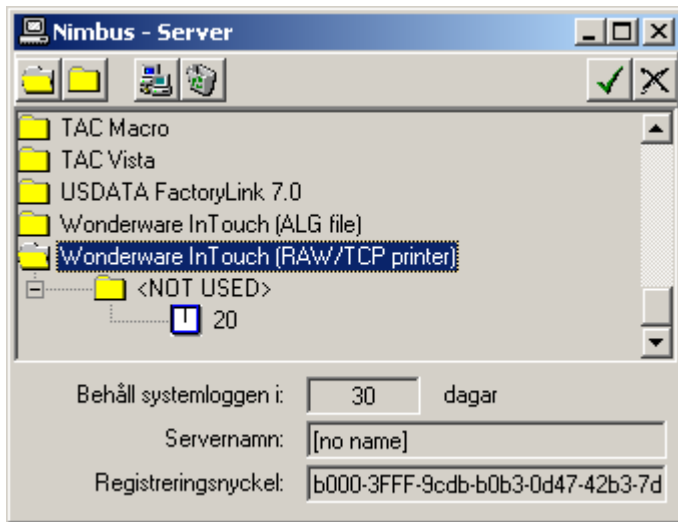 Nimbus - Server
TAC Macro
TAC Vista
USDATA FactoryLink 7.0
Wonderware InTouch (ALG file)
Wonderware InTouch (RAW/TCP printer)
<NOT USED>
20
Behåll systemloggen i: 30 dagar
Servernamn: [no name]
Registreringsnyckel: b000-3FFF-9cdb-b0b3-0d47-42b3-7d